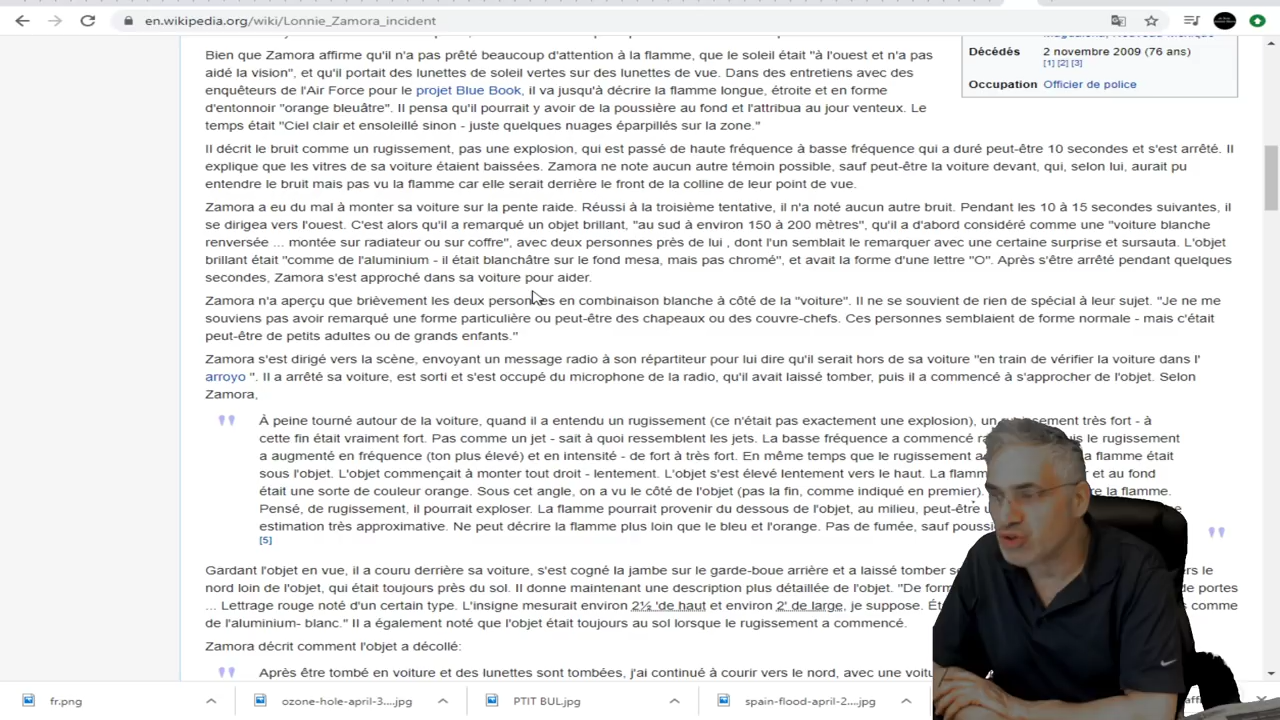 en.wikipedia.org/wiki/Lonnie_Zamora_incident
Bien que Zamora affirme qu'il n'a pas prêté beaucoup d'attention à la flamme, que le soleil était "à l'ouest et n'a pas
aidé la vision", et qu'il portait des lunettes de soleil vertes sur des lunettes de vue. Dans des entretiens avec des
enquêteurs de l'Air Force pour le projet Blue Book, il va jusqu'à décrire la flamme longue, étroite et en forme
d'entonnoir "orange bleuâtre". Il pensa qu'il pourrait y avoir de la poussière au fond et l'attribua au jour venteux. Le
temps était "Ciel clair et ensoleillé sinon - juste quelques nuages éparpillés sur la zone."
Décédés 2 novembre 2009 (76 ans)
[1] [2] [3]
Occupation Officier de police
Il décrit le bruit comme un rugissement, pas une explosion, qui est passé de haute fréquence à basse fréquence qui a duré peut-être 10 secondes et s'est arrêté. Il
explique que les vitres de sa voiture étaient baissées. Zamora ne note aucun autre témoin possible, sauf peut-être la voiture devant, qui, selon lui, aurait pu
entendre le bruit mais pas vu la flamme car elle serait derrière le front de la colline de leur point de vue.
Zamora a eu du mal à monter sa voiture sur la pente raide. Réussi à la troisième tentative, il n'a noté aucun autre bruit. Pendant les 10 à 15 secondes suivantes, il
se dirigea vers l'ouest. C'est alors qu'il a remarqué un objet brillant, "au sud à environ 150 à 200 mètres", qu'il a d'abord considéré comme une "voiture blanche
renversée ... montée sur radiateur ou sur coffre", avec deux personnes près de lui , dont l'un semblait le remarquer avec une certaine surprise et sursauta. L'objet
brillant était "comme de l'aluminium - il était blanchâtre sur le fond mesa, mais pas chromé", et avait la forme d'une lettre "O". Après s'être arrêté pendant quelques
secondes, Zamora s'est approché dans sa voiture pour aider.
Zamora n'a aperçu que brièvement les deux personnes en combinaison blanche à côté de la "voiture". Il ne se souvient de rien de spécial à leur sujet. "Je ne me
souviens pas avoir remarqué une forme particulière ou peut-être des chapeaux ou des couvre-chefs. Ces personnes semblaient de forme normale - mais c'était
peut-être de petits adultes ou de grands enfants."
Zamora s'est dirigé vers la scène, envoyant un message radio à son répartiteur pour lui dire qu'il serait hors de sa voiture "en train de vérifier la voiture dans l'
arroyo ". Il a arrêté sa voiture, est sorti et s'est occupé du microphone de la radio, qu'il avait laissé tomber, puis il a commencé à s'approcher de l'objet. Selon
Zamora,
À peine tourné autour de la voiture, quand il a entendu un rugissement (ce n'était pas exactement une explosion), un rugissement très fort - à
cette fin était vraiment fort. Pas comme un jet - sait à quoi ressemblent les jets. La basse fréquence a commencé le rugissement
a augmenté en fréquence (ton plus élevé) et en intensité - de fort à très fort. En même temps que le rugissement la flamme était
sous l'objet. L'objet commençait à monter tout droit - lentement. L'objet s'est élevé lentement vers le haut. La et au fond
était une sorte de couleur orange. Sous cet angle, on a vu le côté de l'objet (pas la fin, comme indiqué en premier). la flamme.
Pensé, de rugissement, il pourrait exploser. La flamme pourrait provenir du dessous de l'objet, au milieu, peut-être
estimation très approximative. Ne peut décrire la flamme plus loin que le bleu et l'orange. Pas de fumée, sauf
[5]
Gardant l'objet en vue, il a couru derrière sa voiture, s'est cogné la jambe sur le garde-boue arrière et a laissé tomber vers le
nord loin de l'objet, qui était toujours près du sol. Il donne maintenant une description plus détaillée de l'objet. "De de portes
... Lettrage rouge noté d'un certain type. L'insigne mesurait environ 2½ 'de haut et environ 2' de large, je suppose. comme
de l'aluminium- blanc." Il a également noté que l'objet était toujours au sol lorsque le rugissement a commencé.
Zamora décrit comment l'objet a décollé:
Après être tombé en voiture et des lunettes sont tombées, j'ai continué à courir vers le nord, avec une
fr.png
ozone-hole-april-3....jpg
PTIT BUL.jpg
spain-flood-april-2....jpg